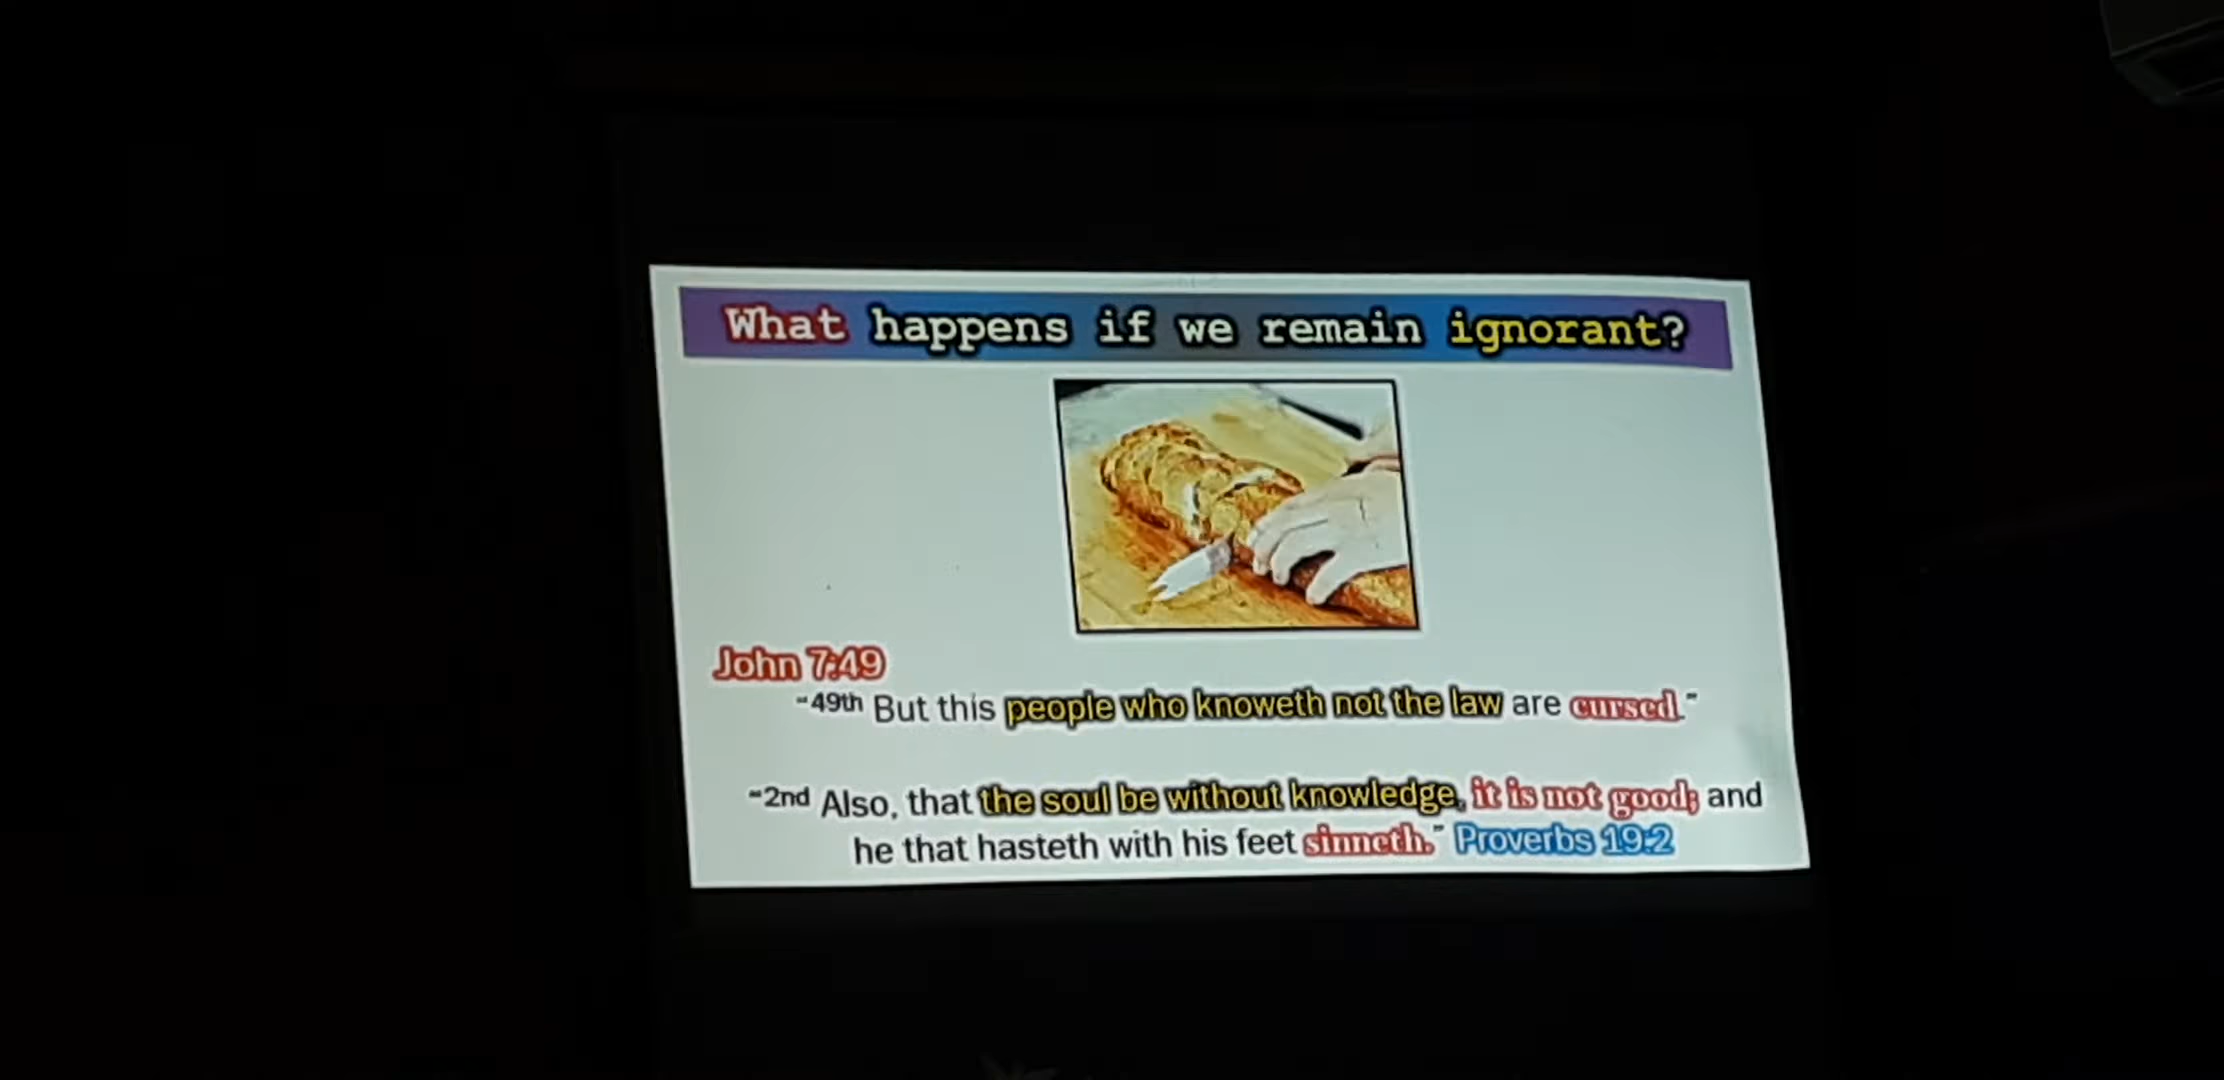 What happens if we remain ignorant?
John 7:49
"49th But this people who knoweth not the law are cursed."
"2nd Also, that the soul be without knowledge, it is not good; and
he that hasteth with his feet sinneth." Proverbs 19:2